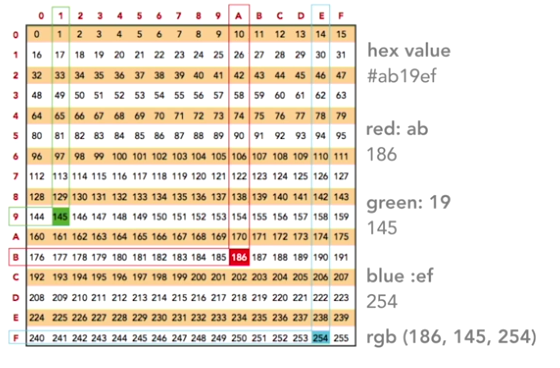 0 1 2 3 4 5 6 7 8 9 A B C D E F
0 0 1 2 3 4 5 6 7 8 9 10 11 12 13 14 15
1 16 17 18 19 20 21 22 23 24 25 26 27 28 29 30 31
2 32 33 34 35 36 37 38 39 40 41 42 43 44 45 46 47
3 48 49 50 51 52 53 54 55 56 57 58 59 60 61 62 63
4 64 65 66 67 68 69 70 71 72 73 74 75 76 77 78 79
5 80 81 82 83 84 85 86 87 88 89 90 91 92 93 94 95
6 96 97 98 99 100 101 102 103 104 105 106 107 108 109 110 111
7 112 113 114 115 116 117 118 119 120 121 122 123 124 125 126 127
8 128 129 130 131 132 133 134 135 136 137 138 139 140 141 142 143
9 144 145 146 147 148 149 150 151 152 153 154 155 156 157 158 159
A 160 161 162 163 164 165 166 167 168 169 170 171 172 173 174 175
B 176 177 178 179 180 181 182 183 184 185 186 187 188 189 190 191
C 192 193 194 195 196 197 198 199 200 201 202 203 204 205 206 207
D 208 209 210 211 212 213 214 215 216 217 218 219 220 221 222 223
E 224 225 226 227 228 229 230 231 232 233 234 235 236 237 238 239
F 240 241 242 243 244 245 246 247 248 249 250 251 252 253 254 255
hex value
#ab19ef
red: ab
186
green: 19
145
blue :ef
254
rgb (186, 145, 254)